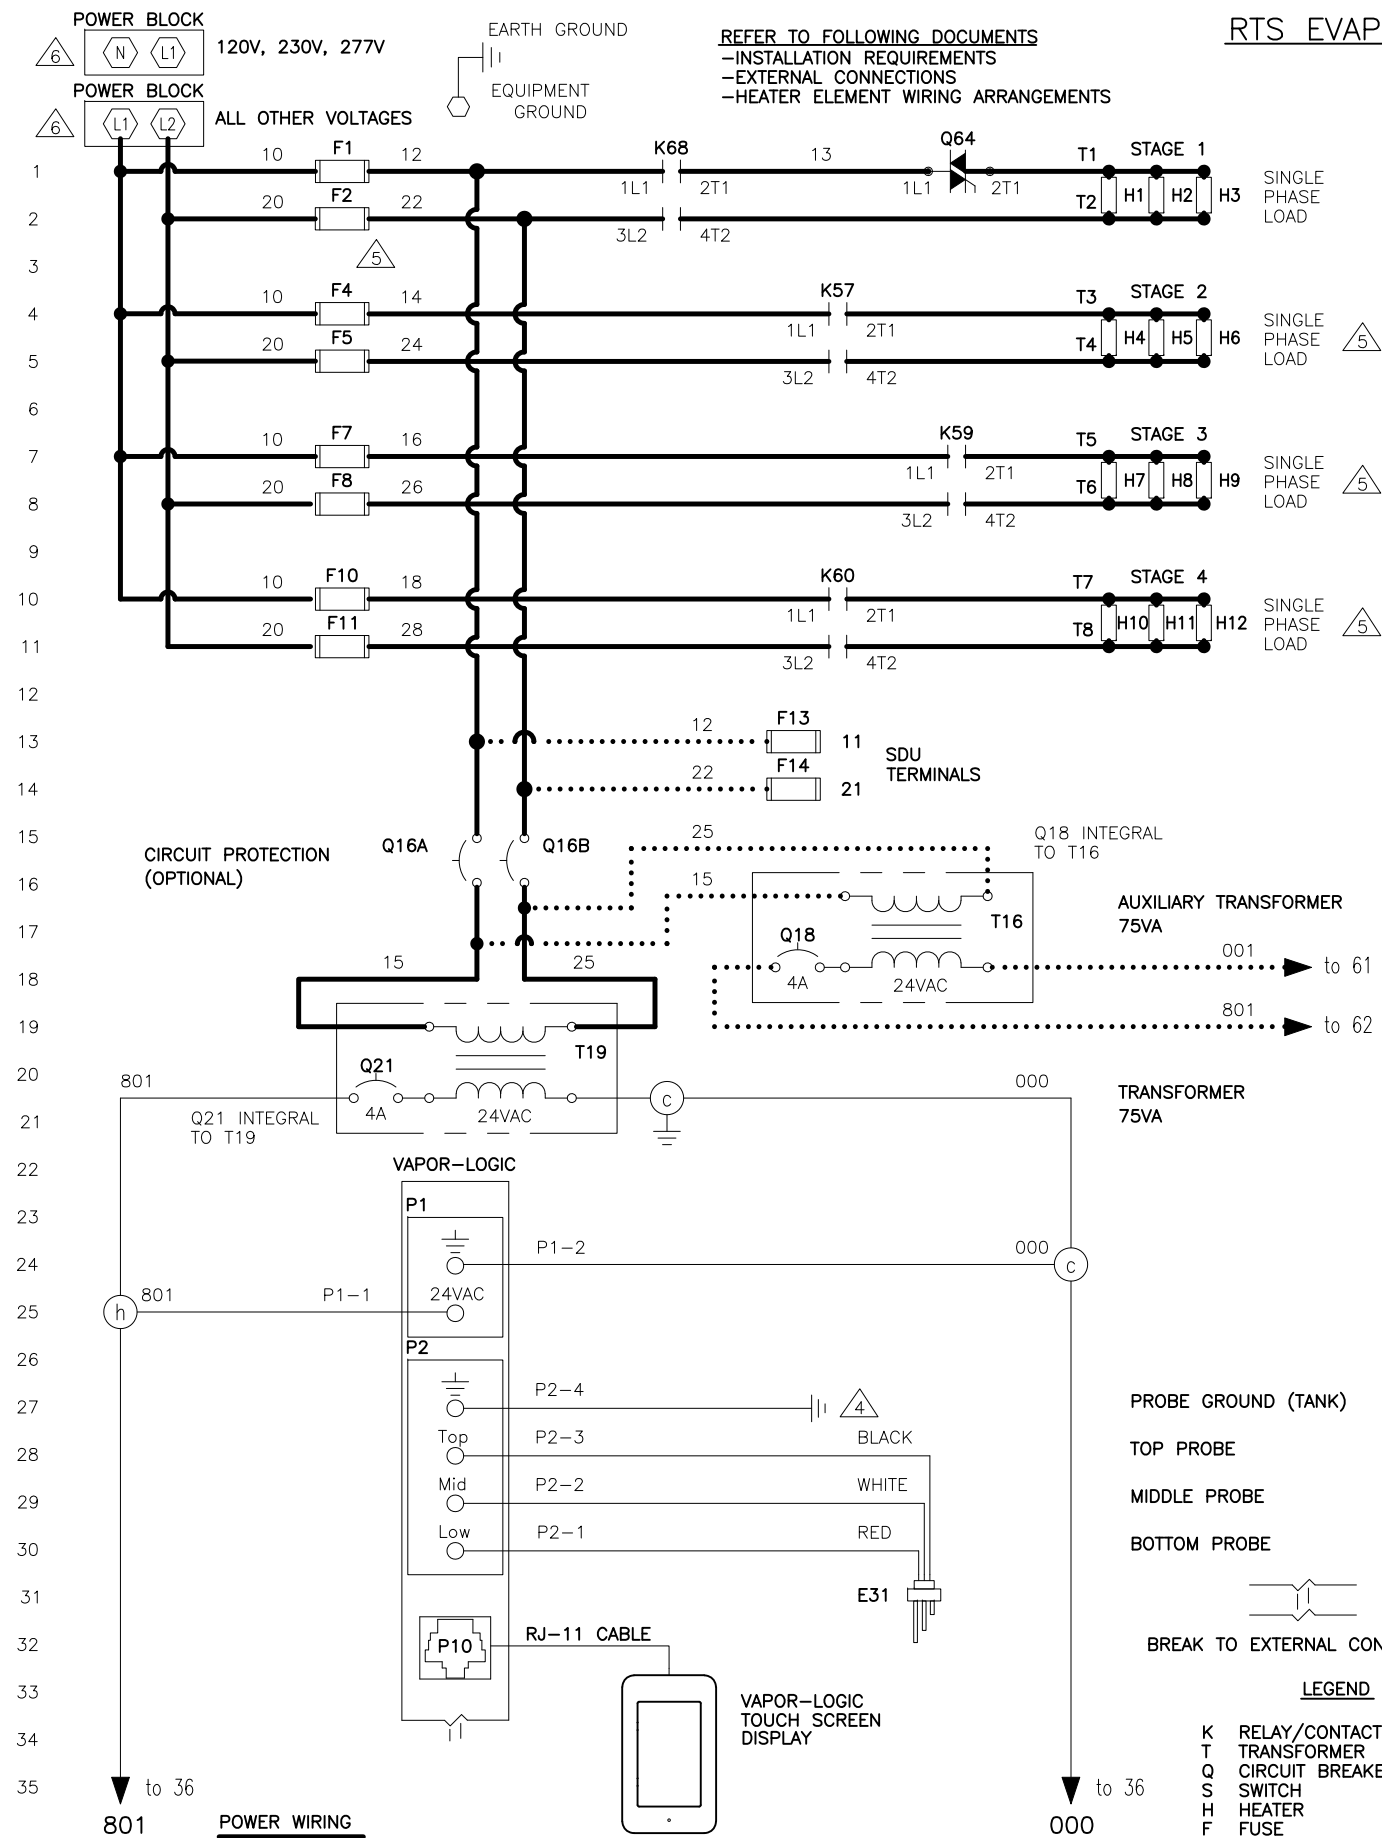 RTS EVAP
POWER BLOCK
6 N L1 120V, 230V, 277V
POWER BLOCK
6 L1 L2 ALL OTHER VOLTAGES
EARTH GROUND
EQUIPMENT
GROUND
REFER TO FOLLOWING DOCUMENTS
-INSTALLATION REQUIREMENTS
-EXTERNAL CONNECTIONS
-HEATER ELEMENT WIRING ARRANGEMENTS
10 F1 12 K68 13 Q64 T1 STAGE 1
1
1L1 2T1 1L1 2T1
20 F2 22 T2 H1 H2 H3
2
3L2 4T2
SINGLE
PHASE
LOAD
5
3
10 F4 14 K57 T3 STAGE 2
4
1L1 2T1
20 F5 24 T4 H4 H5 H6
5
3L2 4T2
SINGLE
PHASE
LOAD
5
6
10 F7 16 K59 T5 STAGE 3
7
1L1 2T1
20 F8 26 T6 H7 H8 H9
8
3L2 4T2
SINGLE
PHASE
LOAD
5
9
10 F10 18 K60 T7 STAGE 4
10
1L1 2T1
20 F11 28 T8 H10 H11 H12
11
3L2 4T2
SINGLE
PHASE
LOAD
5
12
12 F13
13 11
22 F14
14 21
SDU
TERMINALS
15
Q16A Q16B 25
Q18 INTEGRAL
TO T16
CIRCUIT PROTECTION
(OPTIONAL)
16
15
T16
AUXILIARY TRANSFORMER
75VA
17
Q18
4A 24VAC
001 to 61
15 25
18
801 to 62
19
T19
20
801 Q21 000
4A 24VAC
c
TRANSFORMER
75VA
21
Q21 INTEGRAL
TO T19
22
VAPOR-LOGIC
23
P1
24
P1-2 000 c
25
h 801 P1-1 24VAC
26
P2
27
P2-4 4 PROBE GROUND (TANK)
28
Top P2-3 BLACK TOP PROBE
29
Mid P2-2 WHITE MIDDLE PROBE
30
Low P2-1 RED BOTTOM PROBE
31
E31
32
P10 RJ-11 CABLE
BREAK TO EXTERNAL CON
33
VAPOR-LOGIC
TOUCH SCREEN
DISPLAY
34
35
to 36
801
to 36
000
POWER WIRING
LEGEND
K RELAY/CONTACT
T TRANSFORMER
Q CIRCUIT BREAKE
S SWITCH
H HEATER
F FUSE